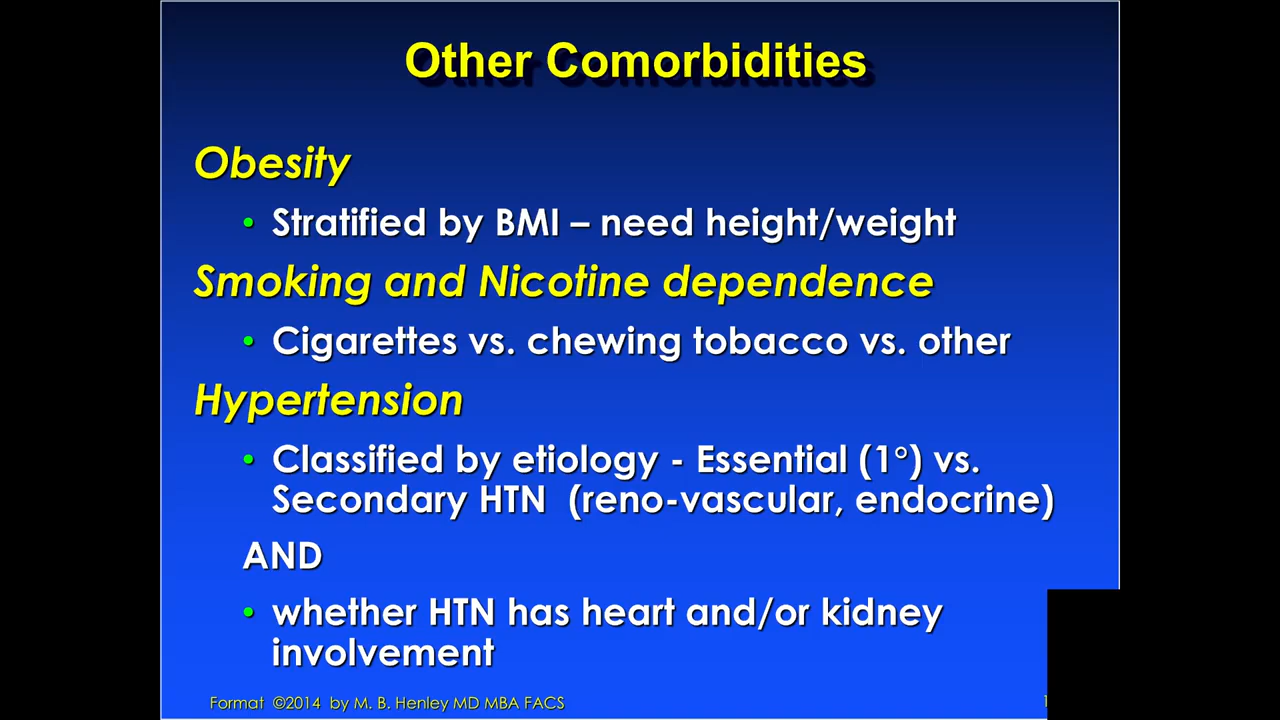 Other Comorbidities
Obesity
• Stratified by BMI – need height/weight
Smoking and Nicotine dependence
• Cigarettes vs. chewing tobacco vs. other
Hypertension
• Classified by etiology - Essential (1°) vs.
Secondary HTN (reno-vascular, endocrine)
AND
• whether HTN has heart and/or kidney
involvement
Format ©2014 by M. B. Henley MD MBA FACS